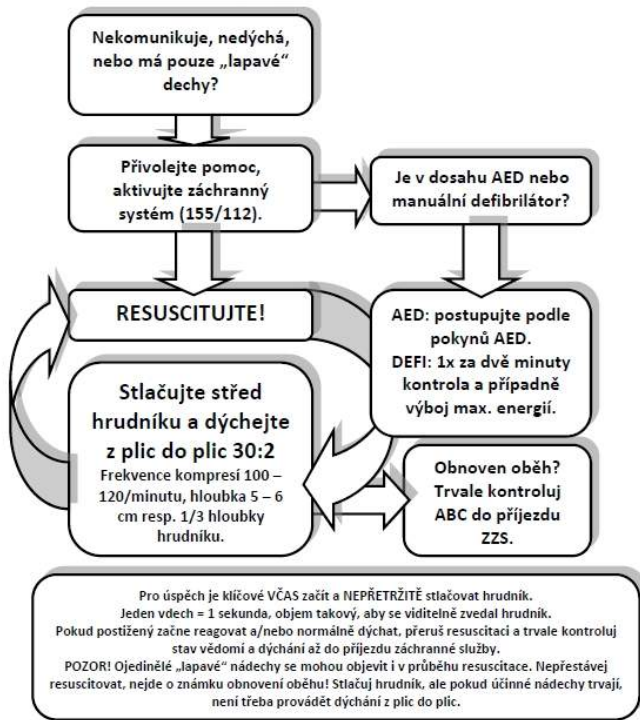 Nekomunikuje, nedýchá,
nebo má pouze „lapavé“
dechy?
Přivolejte pomoc,
aktivujte záchranný
systém (155/112).
Je v dosahu AED nebo
manuální defibrilátor?
RESUSCITUJTE!
AED: postupujte podle
pokynů AED.
DEFI: 1x za dvě minuty
kontrola a případně
výboj max. energií.
Stlačujte střed
hrudníku a dýchejte
z plic do plic 30:2
Frekvence kompresí 100 –
120/minutu, hloubka 5 – 6
cm resp. 1/3 hloubky
hrudníku.
Obnoven oběh?
Trvale kontroluj
ABC do příjezdu
ZZS.
Pro úspěch je klíčové VČAS začít a NEPŘETRŽITĚ stlačovat hrudník.
Jeden vdech = 1 sekunda, objem takový, aby se viditelně zvedal hrudník.
Pokud postižený začne reagovat a/nebo normálně dýchat, přeruš resuscitaci a trvale kontroluj
stav vědomí a dýchání až do příjezdu záchranné služby.
POZOR! Ojedinělé „lapavé“ nádechy se mohou objevit i v průběhu resuscitace. Nepřestávej
resuscitovat, nejde o známku obnovení oběhu! Stlačuj hrudník, ale pokud účinné nádechy trvají,
není třeba provádět dýchání z plic do plic.